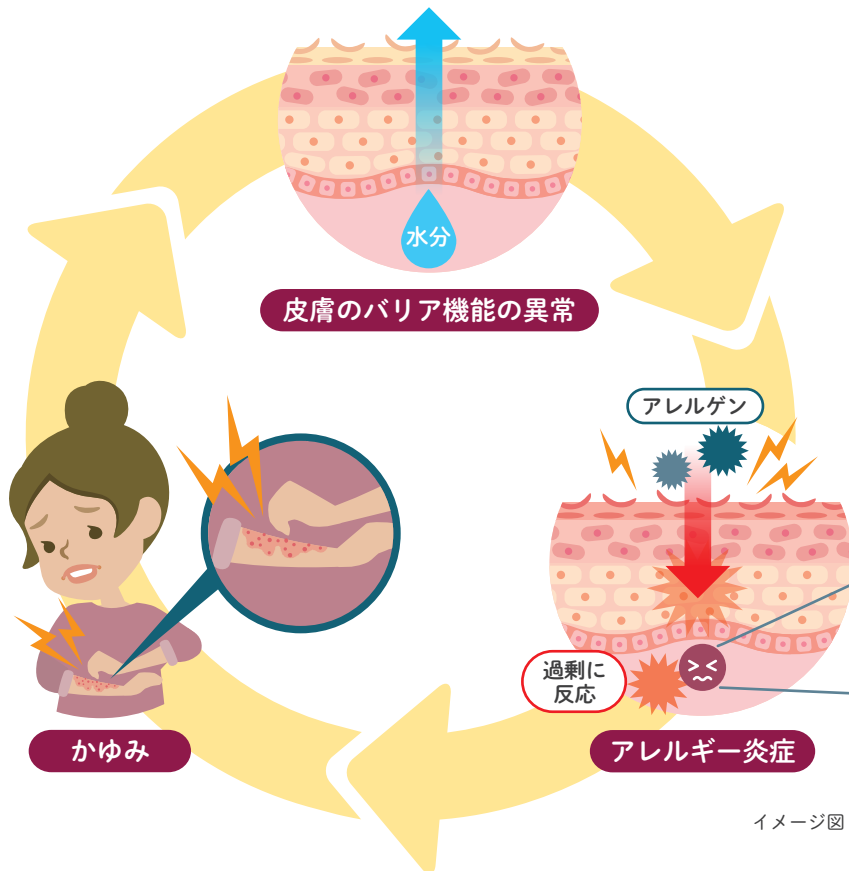 水分
皮膚のバリア機能の異常
アレルゲン
過剰に
反応
かゆみ
アレルギー炎症
イメージ図